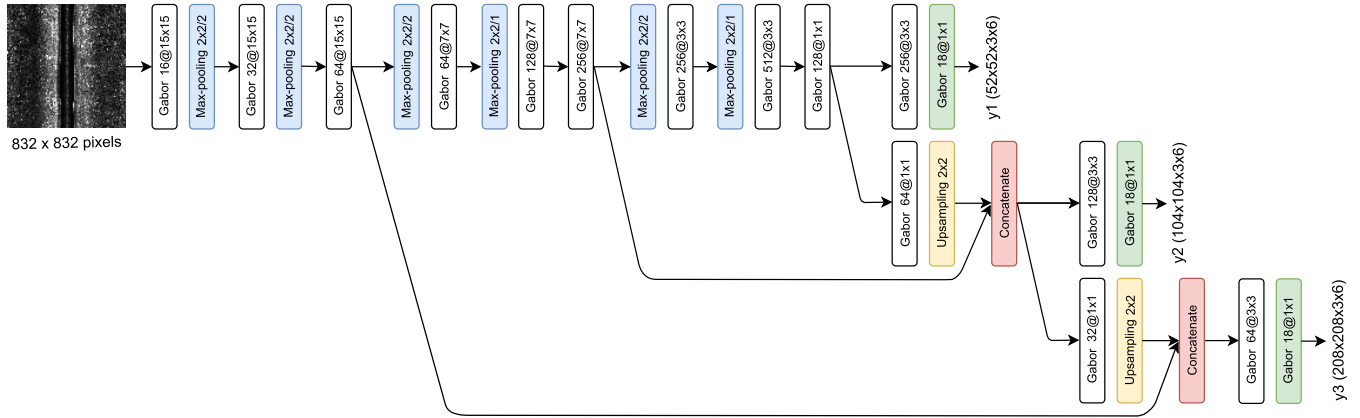 832 x 832 pixels
Gabor 16@15x15
Max-pooling 2x2/2
Gabor 32@15x15
Max-pooling 2x2/2
Gabor 64@15x15
Max-pooling 2x2/2
Gabor 64@7x7
Max-pooling 2x2/1
Gabor 128@7x7
Gabor 256@7x7
Max-pooling 2x2/2
Gabor 256@3x3
Max-pooling 2x2/1
Gabor 512@3x3
Gabor 128@1x1
Gabor 256@3x3
Gabor 18@1x1
y1 (52x52x3x6)
Gabor 64@1x1
Upsampling 2x2
Concatenate
Gabor 128@3x3
Gabor 18@1x1
y2 (104x104x3x6)
Gabor 32@1x1
Upsampling 2x2
Concatenate
Gabor 64@3x3
Gabor 18@1x1
y3 (208x208x3x6)